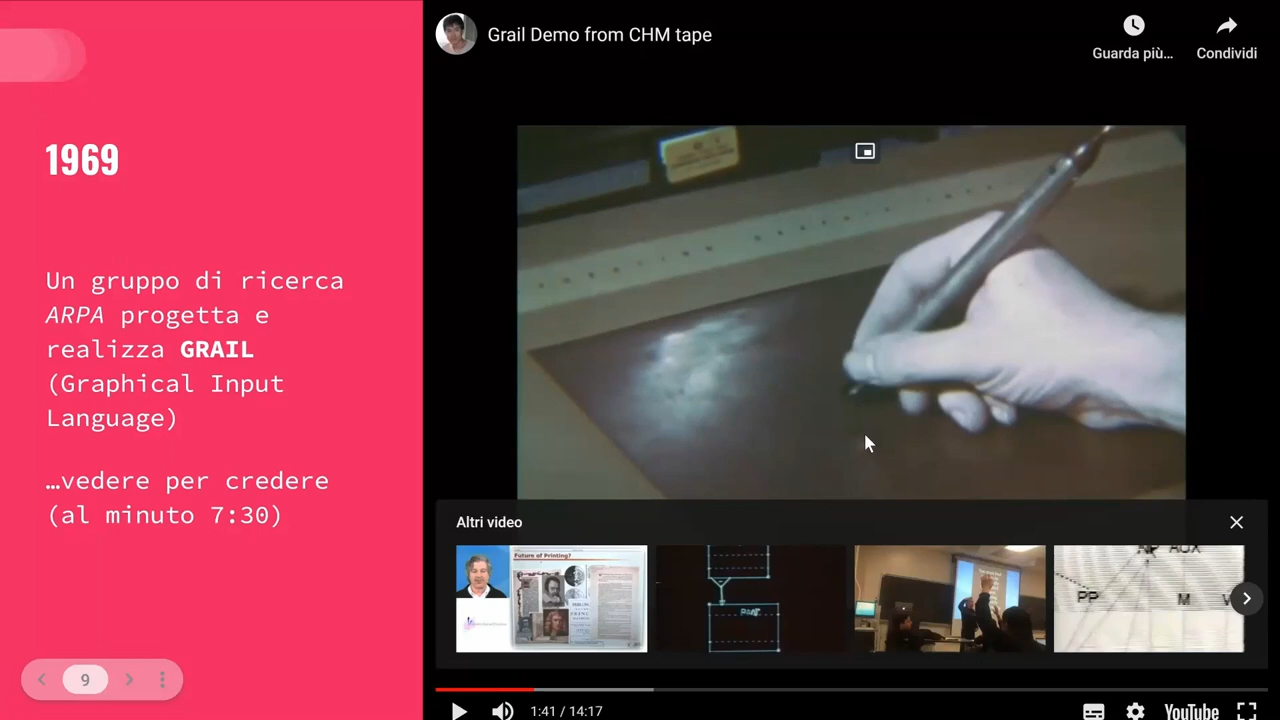 1969
Un gruppo di ricerca
ARPA progetta e
realizza GRAIL
(Graphical Input
Language)
…vedere per credere
(al minuto 7:30)
9
Grail Demo from CHM tape
Guarda più...
Condividi
Altri video
Future of Printing?
AP AUX
PP
M
V
1:41 / 14:17
YouTube